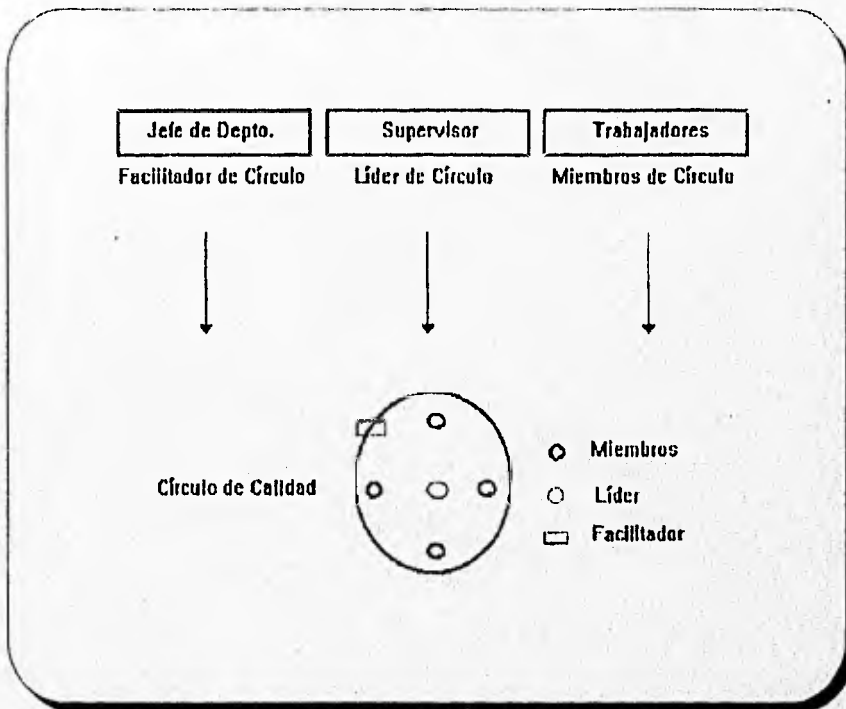 Jefe de Depto.
Supervisor
Trabajadores
Facilitador de Círculo
Líder de Círculo
Miembros de Círculo
Círculo de Calidad
Miembros
Líder
Facilitador